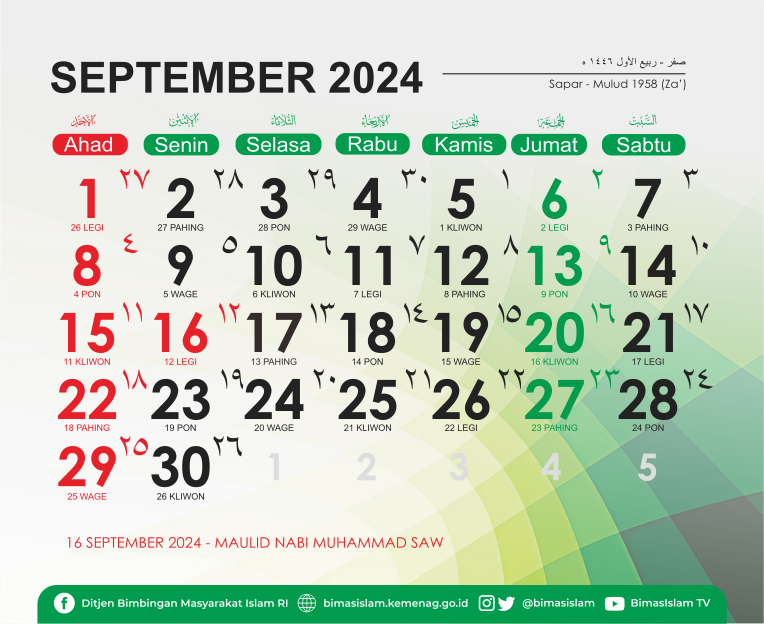 SEPTEMBER 2024
صفر - ربيع الأول ١٤٤٦ ه
Sapar - Mulud 1958 (Za')
الأحد الإثنين الثلاثاء الأربعاء الخميس الجمعة السبت
Ahad Senin Selasa Rabu Kamis Jumat Sabtu
1 ٢٧ 2 ٢٨ 3 ٢٩ 4 ٣٠ 5 ١ 6 ٢ 7 ٣
26 LEGI 27 PAHING 28 PON 29 WAGE 1 KLIWON 2 LEGI 3 PAHING
8 ٤ 9 ٥ 10 ٦ 11 ٧ 12 ٨ 13 ٩ 14 ١٠
4 PON 5 WAGE 6 KLIWON 7 LEGI 8 PAHING 9 PON 10 WAGE
15 ١١ 16 ١٢ 17 ١٣ 18 ١٤ 19 ١٥ 20 ١٦ 21 ١٧
11 KLIWON 12 LEGI 13 PAHING 14 PON 15 WAGE 16 KLIWON 17 LEGI
22 ١٨ 23 ١٩ 24 ٢٠ 25 ٢١ 26 ٢٢ 27 ٢٣ 28 ٢٤
18 PAHING 19 PON 20 WAGE 21 KLIWON 22 LEGI 23 PAHING 24 PON
29 ٢٥ 30 ٢٦ 1 2 3 4 5
25 WAGE 26 KLIWON
16 SEPTEMBER 2024 - MAULID NABI MUHAMMAD SAW
Ditjen Bimbingan Masyarakat Islam RI bimasislam.kemenag.go.id @bimasislam BimasIslam TV